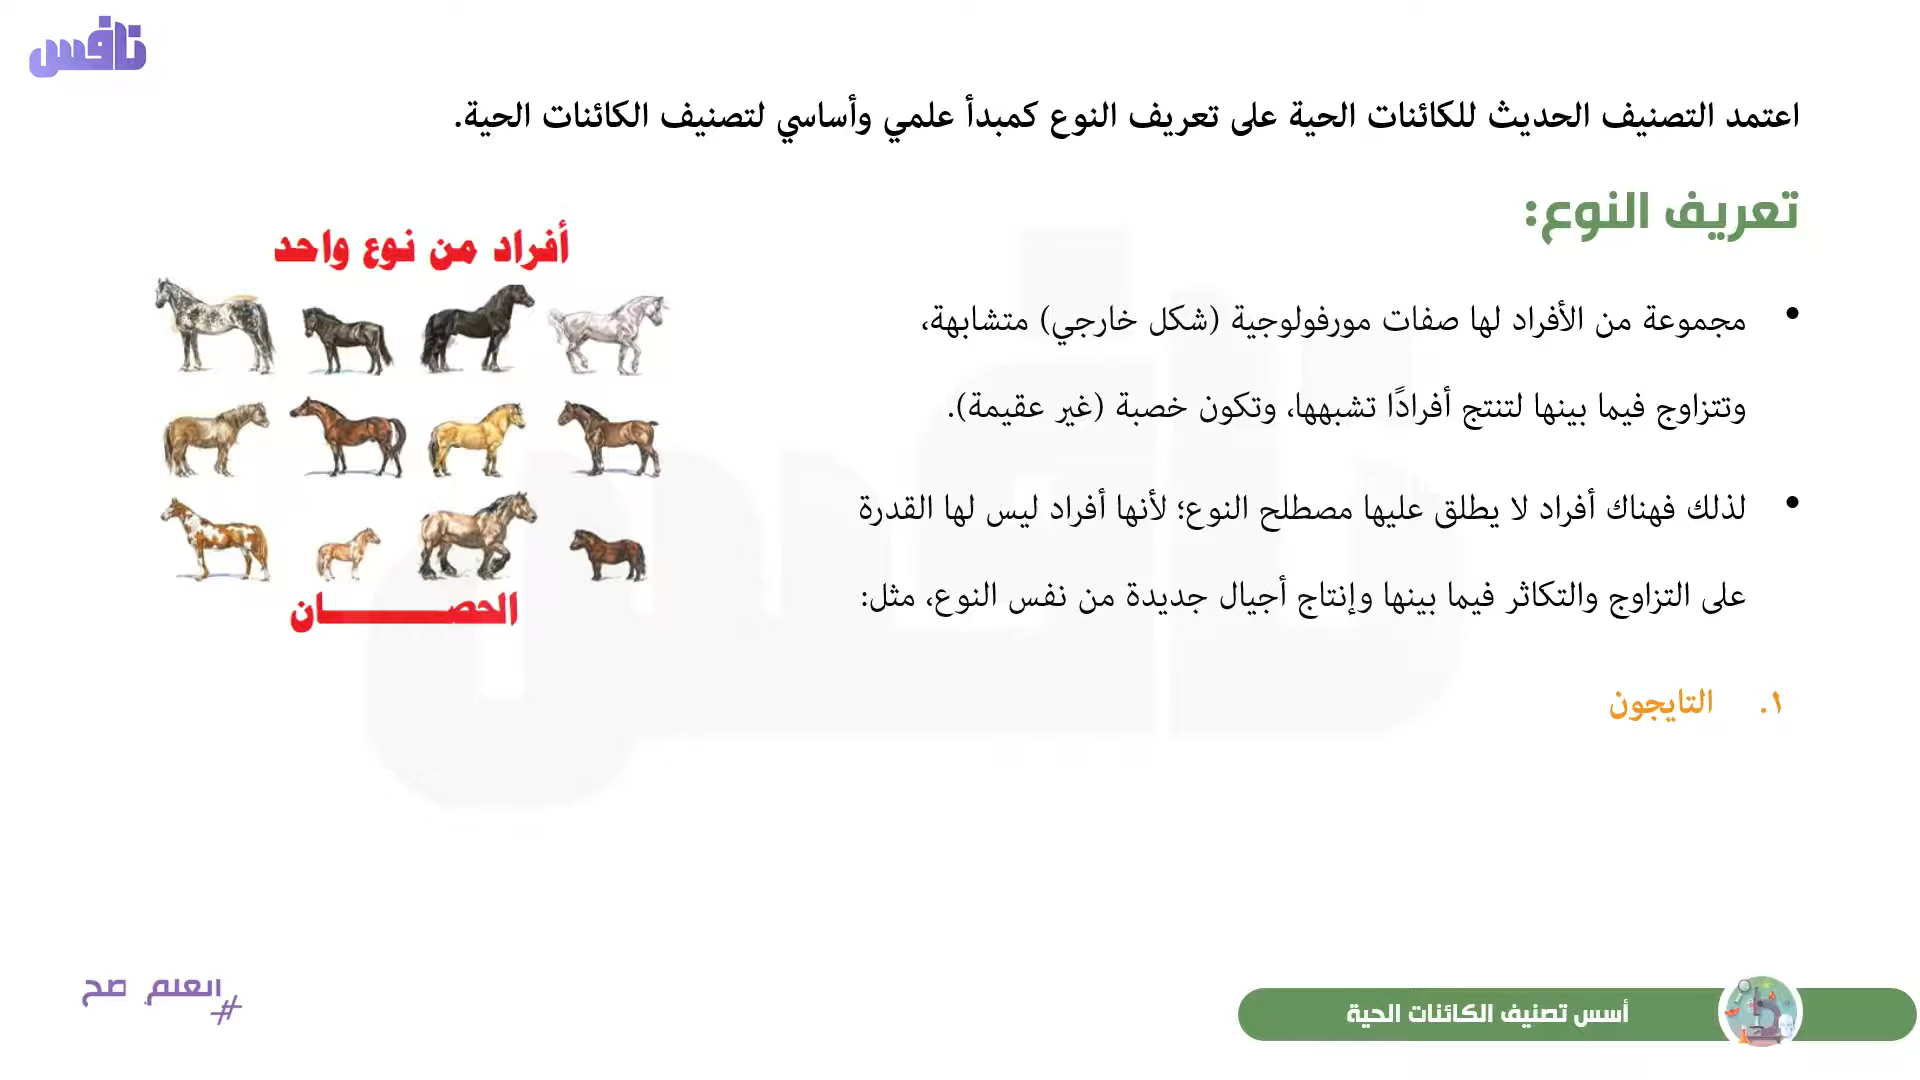 نافس
اعتمد التصنيف الحديث للكائنات الحية على تعريف النوع كمبدأ علمي وأساسي لتصنيف الكائنات الحية.
تعريف النوع:
• مجموعة من الأفراد لها صفات مورفولوجية (شكل خارجي) متشابهة،
وتتزاوج فيما بينها لتنتج أفرادًا تشبهها، وتكون خصبة (غير عقيمة).
• لذلك فهناك أفراد لا يطلق عليها مصطلح النوع؛ لأنها أفراد ليس لها القدرة
على التزاوج والتكاثر فيما بينها وإنتاج أجيال جديدة من نفس النوع، مثل:
١. التايجون
أفراد من نوع واحد
الحصــــــــان
أسس تصنيف الكائنات الحية
#اتعلم_صح